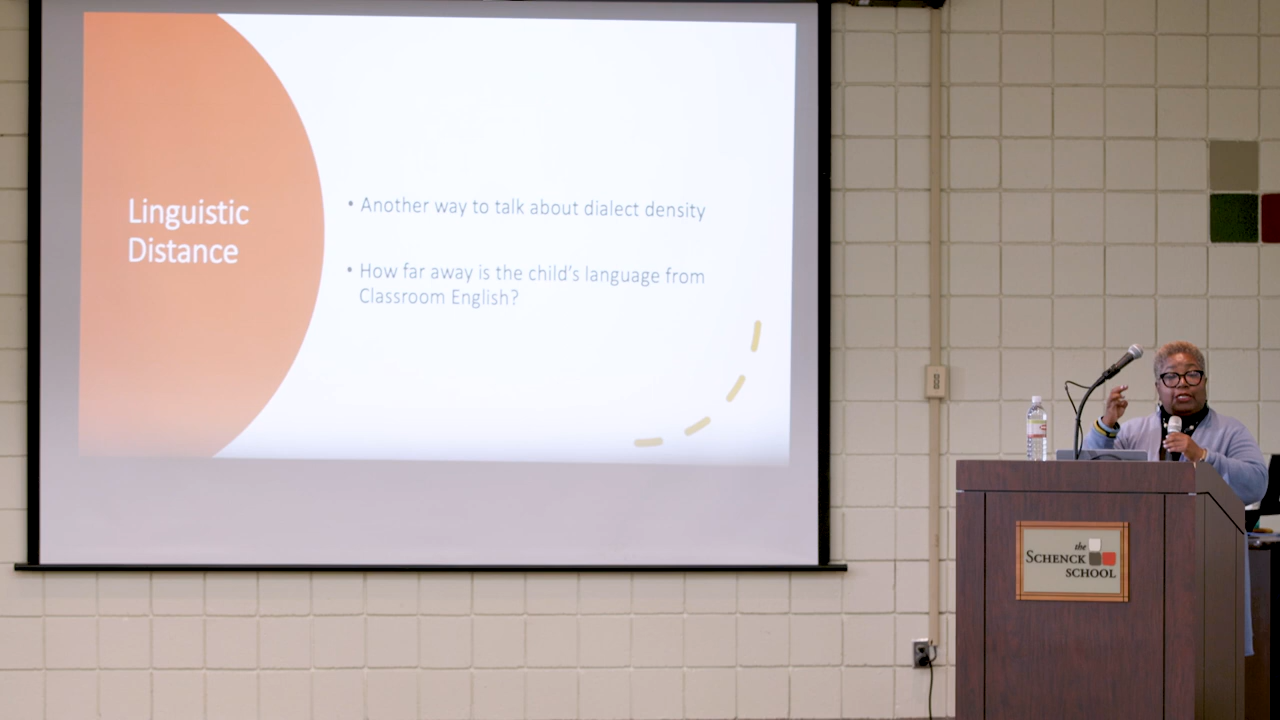 Linguistic
Distance
• Another way to talk about dialect density
• How far away is the child's language from
Classroom English?
the
SCHENCK
SCHOOL